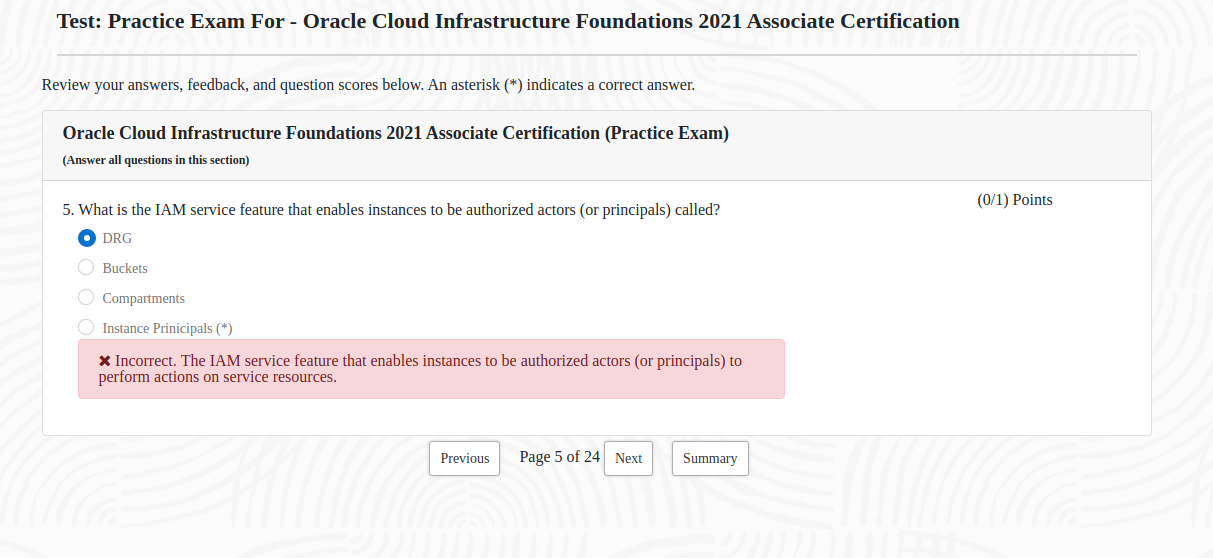 Test: Practice Exam For - Oracle Cloud Infrastructure Foundations 2021 Associate Certification
Review your answers, feedback, and question scores below. An asterisk (*) indicates a correct answer.
Oracle Cloud Infrastructure Foundations 2021 Associate Certification (Practice Exam)
(Answer all questions in this section)
5. What is the IAM service feature that enables instances to be authorized actors (or principals) called?
(0/1) Points
DRG
Buckets
Compartments
Instance Prinicipals (*)
✖ Incorrect. The IAM service feature that enables instances to be authorized actors (or principals) to
perform actions on service resources.
Previous Page 5 of 24 Next Summary